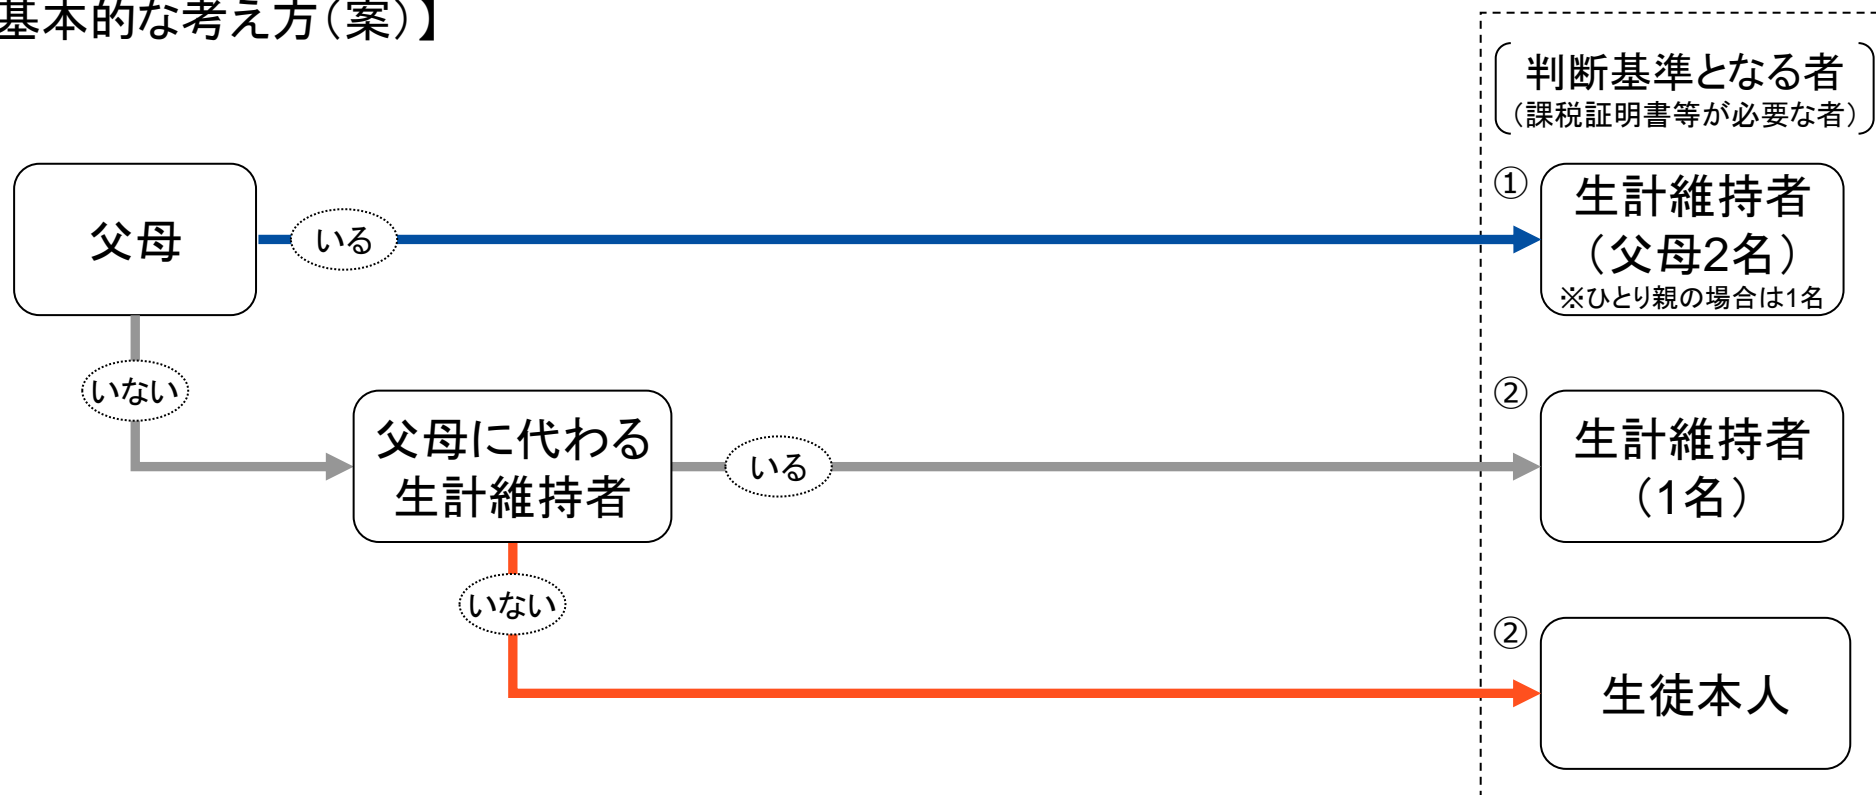 基本的な考え方（案）】
判断基準となる者
（課税証明書等が必要な者）
父母
いる
①
生計維持者
（父母2名）
※ひとり親の場合は1名
いない
父母に代わる
生計維持者
いる
②
生計維持者
（1名）
いない
②
生徒本人